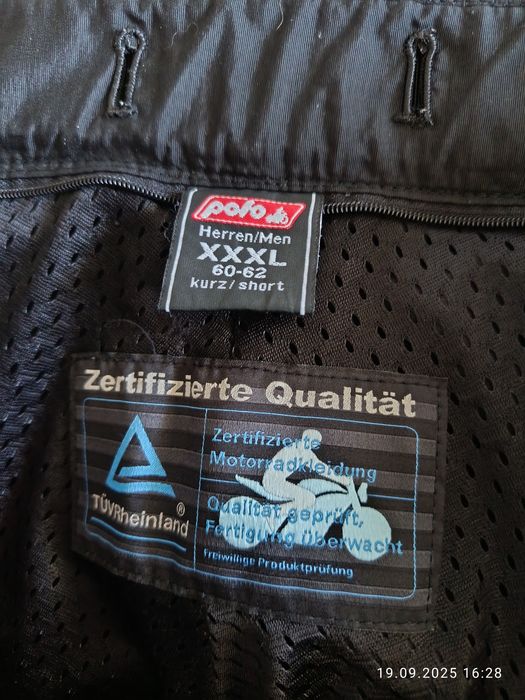 polo
Herren/Men
XXXL
60-62
kurz/short
Zertifizierte Qualität
Zertifizierte
Motorradkleidung
Qualität geprüft,
Fertigung überwacht
freiwillige Produktprüfung
TÜVRheinland
®
19.09.2025 16:28